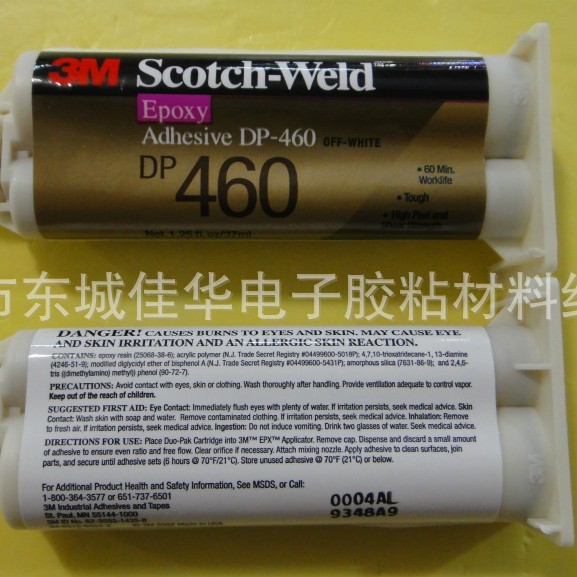 3M Scotch-Weld™
Epoxy
Adhesive DP-460 OFF-WHITE
DP
460
• 60 Min.
Worklife
• Tough
• High Peel and
Net 1.25 fl. oz/37ml
市东城佳华电子胶粘材料经
DANGER! CAUSES BURNS TO EYES AND SKIN. MAY CAUSE EYE
AND SKIN IRRITATION AND AN ALLERGIC SKIN REACTION.
CONTAINS: epoxy resin (25068-38-6); acrylic polymer (N.J. Trade Secret Registry #04499600-5018P); 4,7,10-trioxatridecane-1, 13-diamine
(4246-51-9); modified diglycidyl ether of bisphenol A (N.J. Trade Secret Registry #04499600-5431P); amorphous silica (7631-86-9); and 2,4,6-
tris ((dimethylamino) methyl) phenol (90-72-7).
PRECAUTIONS: Avoid contact with eyes, skin or clothing. Wash thoroughly after handling. Provide ventilation adequate to control vapor.
Keep out of the reach of children.
SUGGESTED FIRST AID: Eye Contact: Immediately flush eyes with plenty of water. If irritation persists, seek medical advice. Skin
Contact: Wash skin with soap and water. Remove contaminated clothing. If irritation persists, seek medical advice. Inhalation: Remove
to fresh air. If irritation persists, seek medical advice. Ingestion: Do not induce vomiting. Drink two glasses of water. Seek medical advice.
DIRECTIONS FOR USE: Place Duo-Pak Cartridge into 3M™ EPX™ Applicator. Remove cap. Dispense and discard a small amount
of adhesive to ensure even ratio and free flow. Clear orifice if necessary. Attach mixing nozzle. Apply adhesive to clean surfaces, join
parts, and secure until adhesive sets (6 hours @ 70°F/21°C). Store unused adhesive @ 70°F (21°C) or below.
For Additional Product Health and Safety Information, See MSDS, or Call:
1-800-364-3577 or 651-737-6501
3M Industrial Adhesives and Tapes
St. Paul, MN 55144-1000
0004AL
9348A9